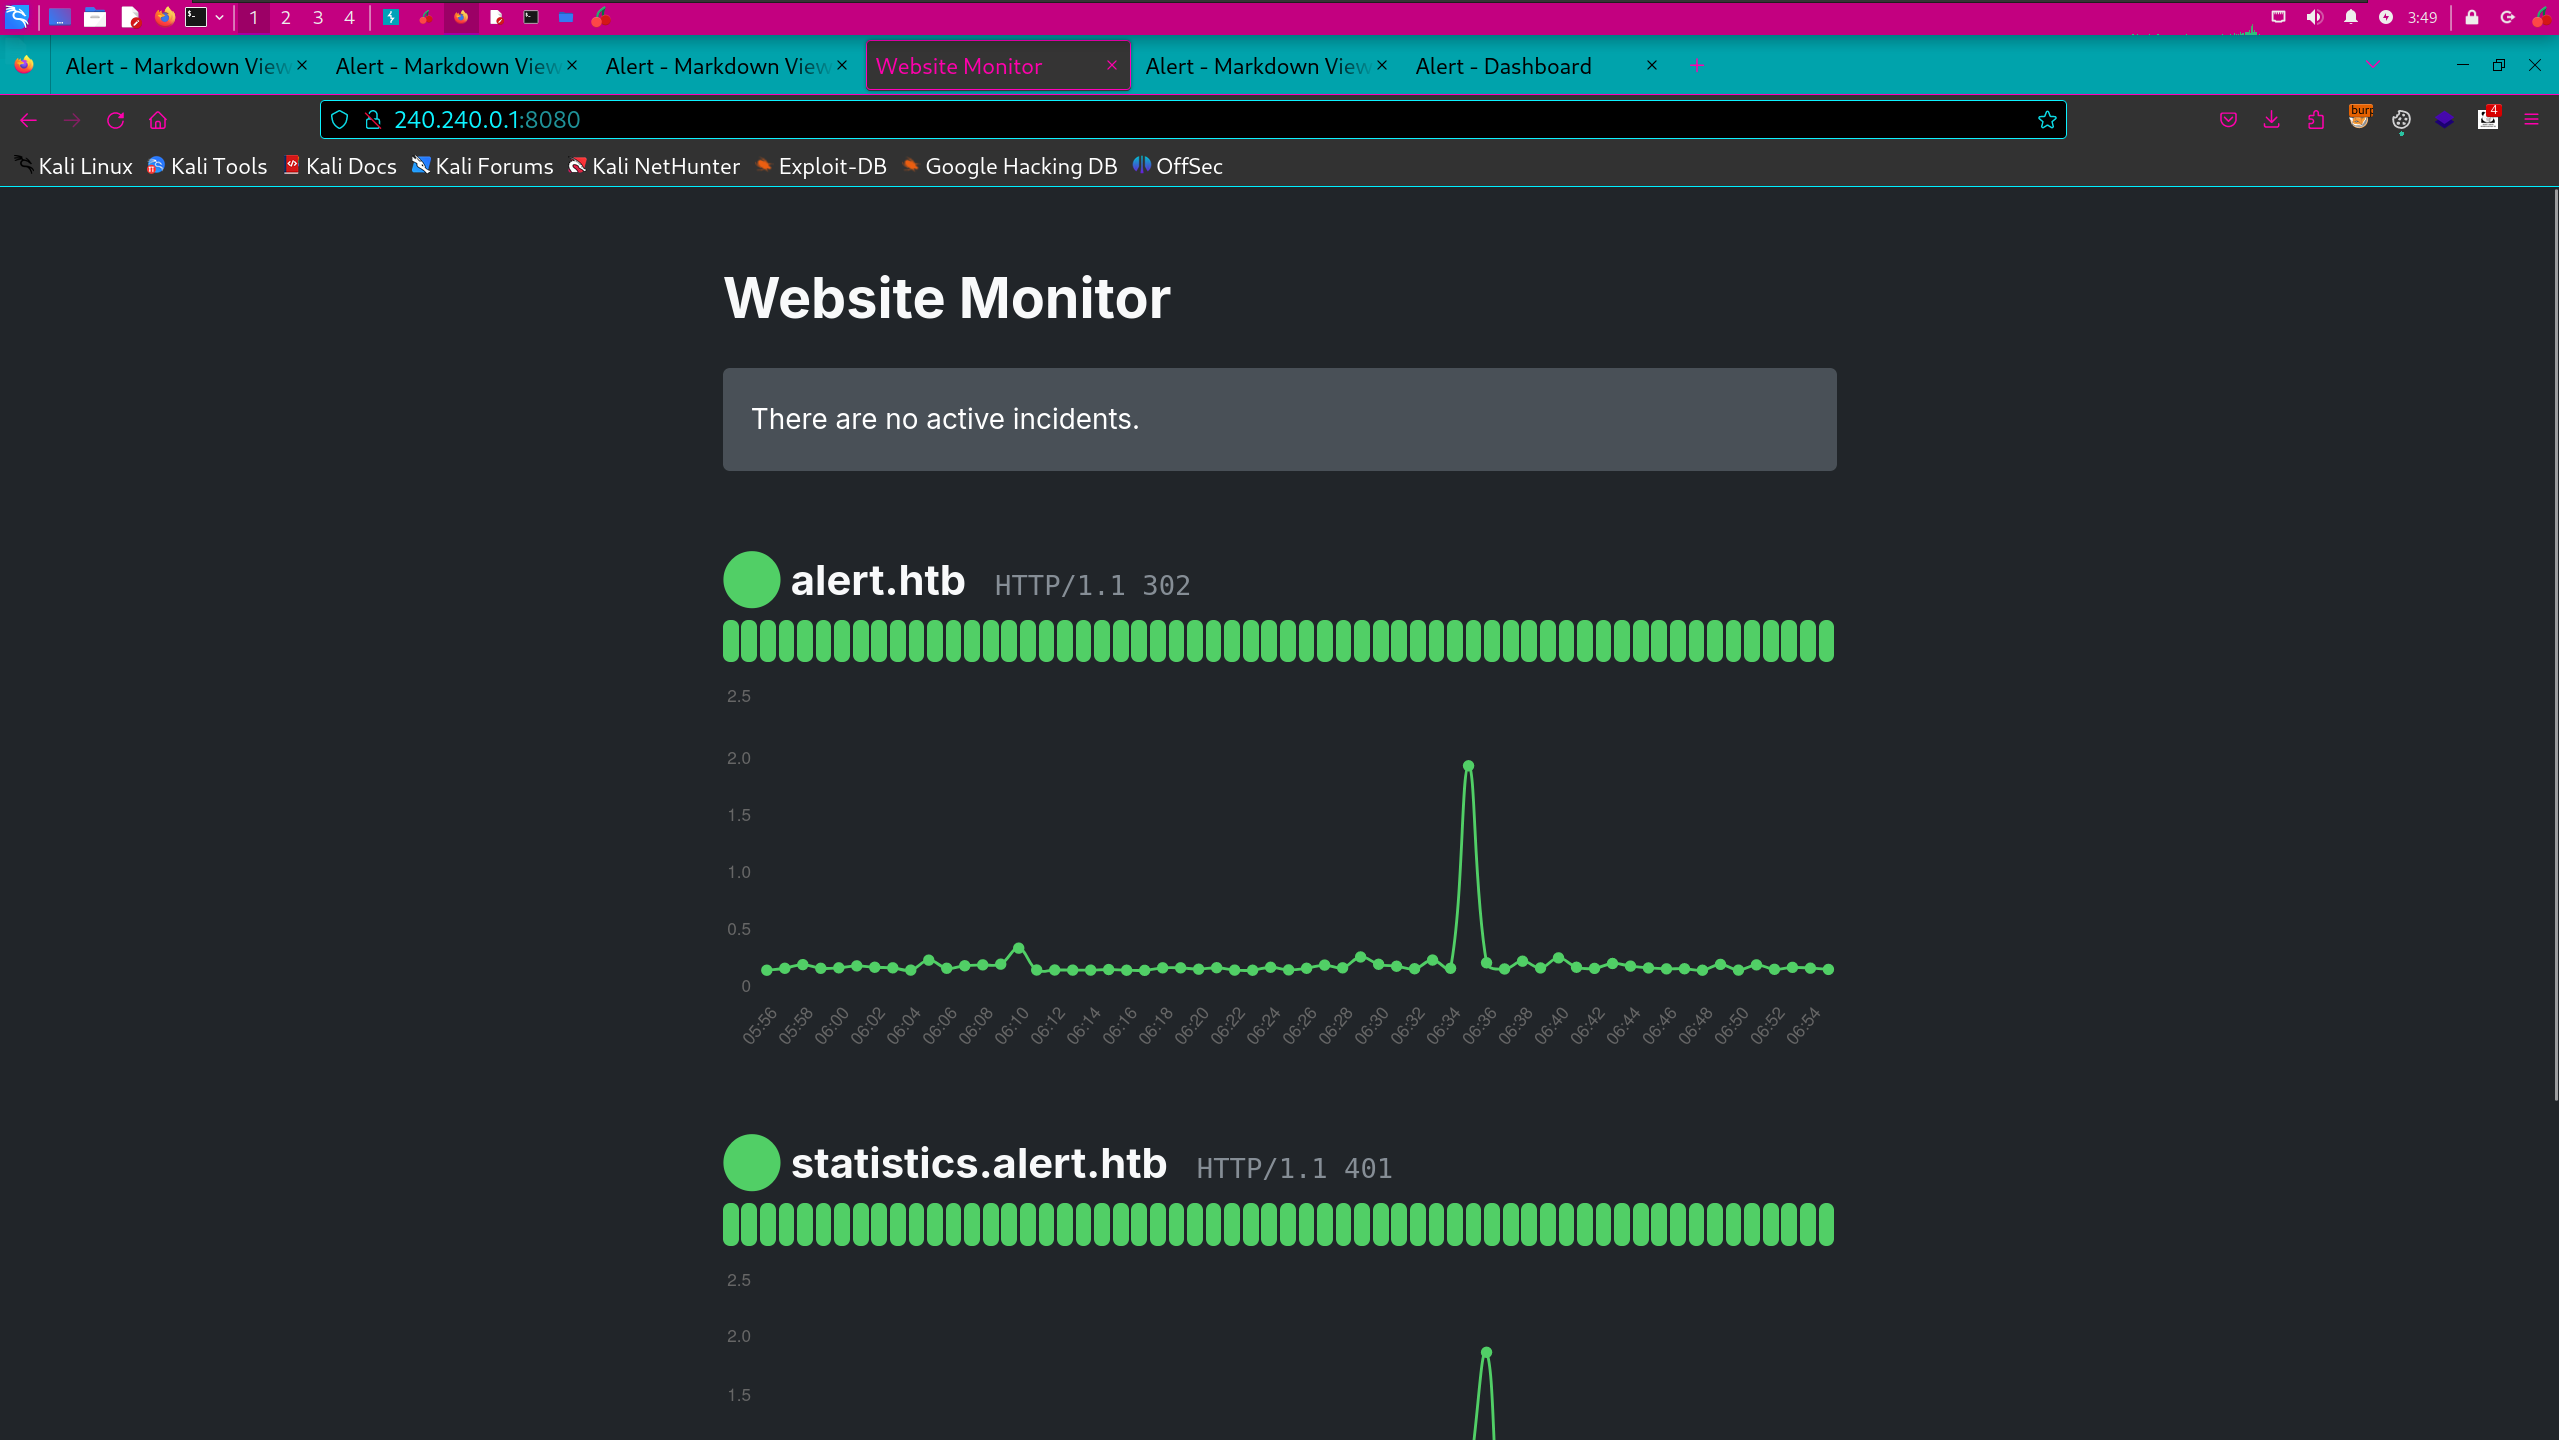 1 2 3 4 3:49
Alert - Markdown View Alert - Markdown View Alert - Markdown View Website Monitor Alert - Markdown View Alert - Dashboard
240.240.0.1:8080
4
Kali Linux Kali Tools Kali Docs Kali Forums Kali NetHunter Exploit-DB Google Hacking DB OffSec
Website Monitor
There are no active incidents.
alert.htb HTTP/1.1 302
2.5
2.0
1.5
1.0
0.5
0
05:56 05:58 06:00 06:02 06:04 06:06 06:08 06:10 06:12 06:14 06:16 06:18 06:20 06:22 06:24 06:26 06:28 06:30 06:32 06:34 06:36 06:38 06:40 06:42 06:44 06:46 06:48 06:50 06:52 06:54
statistics.alert.htb HTTP/1.1 401
2.5
2.0
1.5